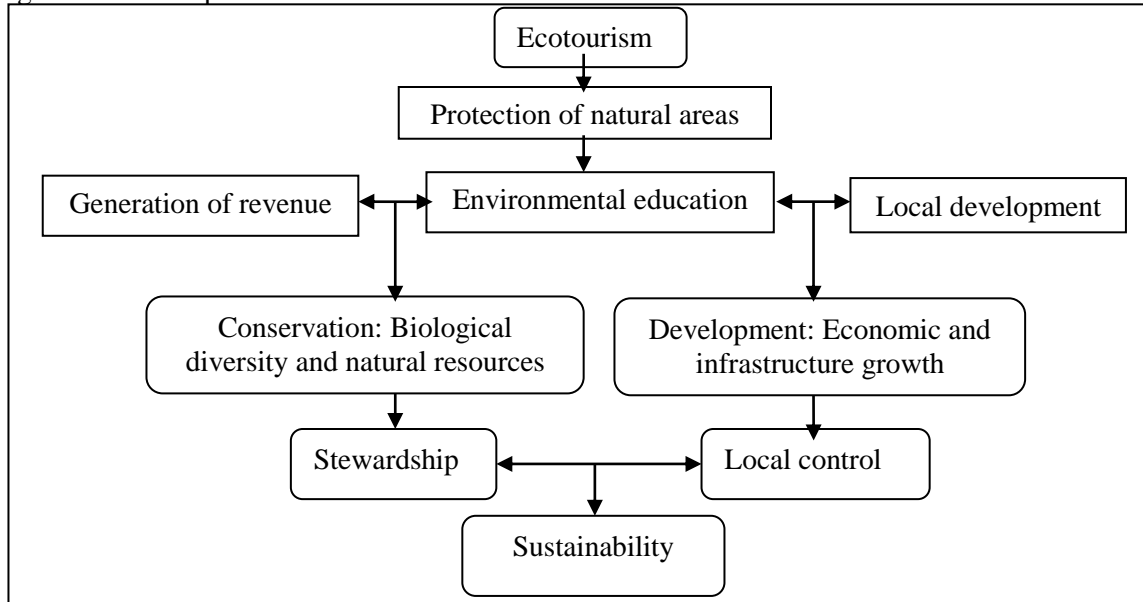 Ecotourism
Protection of natural areas
Generation of revenue
Environmental education
Local development
Conservation: Biological
diversity and natural resources
Development: Economic and
infrastructure growth
Stewardship
Local control
Sustainability